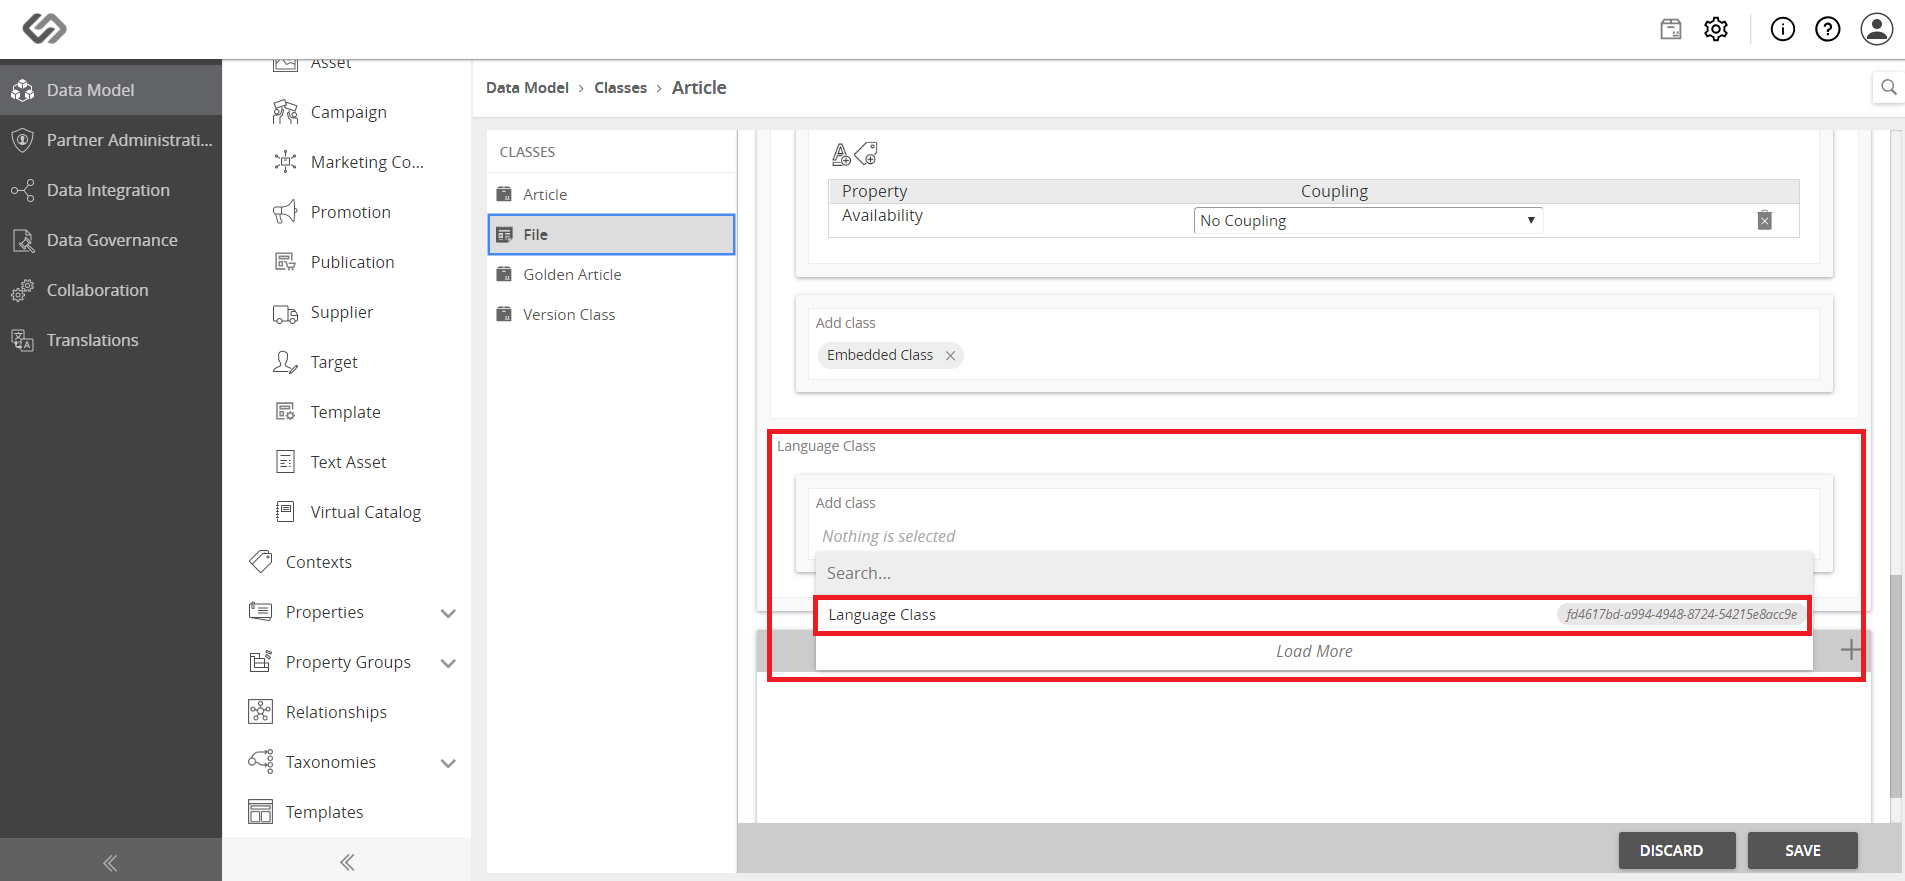 Data Model
Partner Administrati...
Data Integration
Data Governance
Collaboration
Translations
Asset
Campaign
Marketing Co...
Promotion
Publication
Supplier
Target
Template
Text Asset
Virtual Catalog
Contexts
Properties
Property Groups
Relationships
Taxonomies
Templates
Data Model > Classes > Article
CLASSES
Article
File
Golden Article
Version Class
Property Coupling
Availability No Coupling
Add class
Embedded Class
Language Class
Add class
Nothing is selected
Search...
Language Class fd4617bd-a994-4948-8724-54215e8acc9e
Load More
DISCARD SAVE